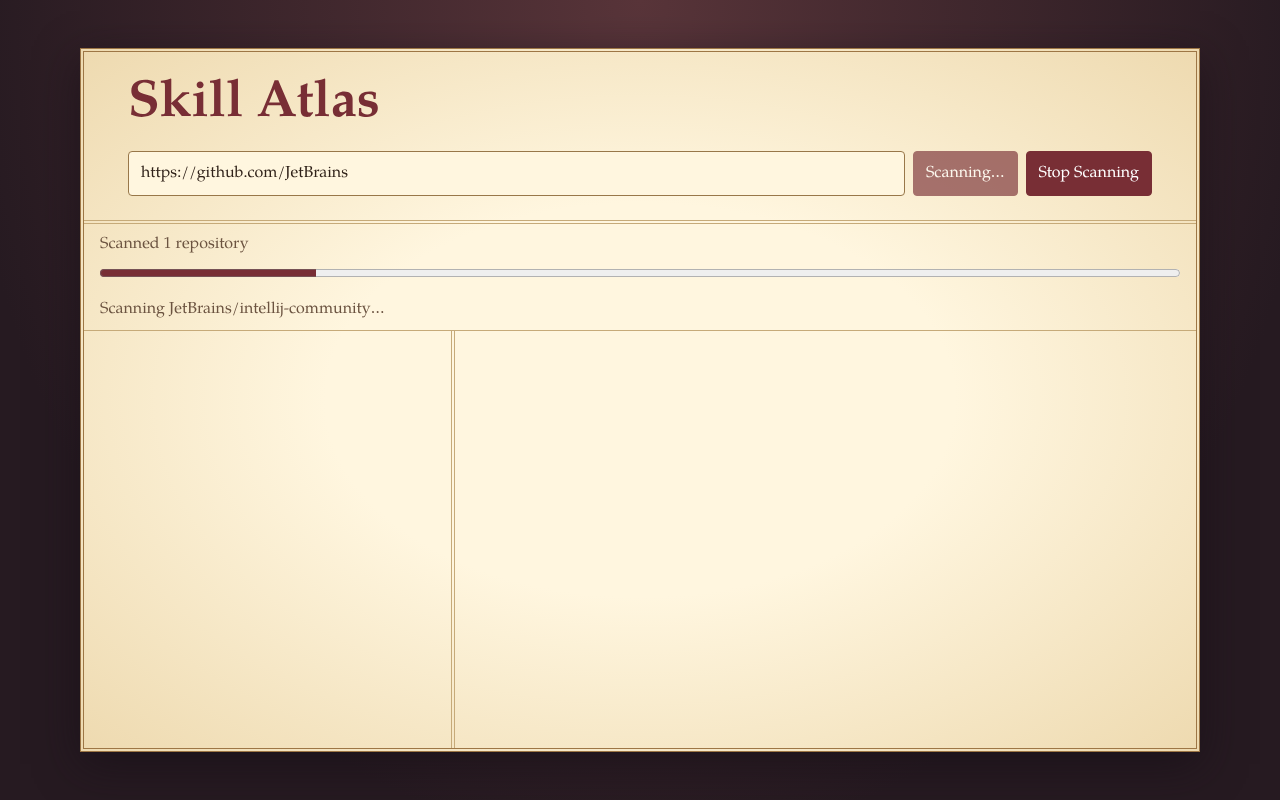 Skill Atlas
https://github.com/JetBrains
Scanning…
Stop Scanning
Scanned 1 repository
Scanning JetBrains/intellij-community…